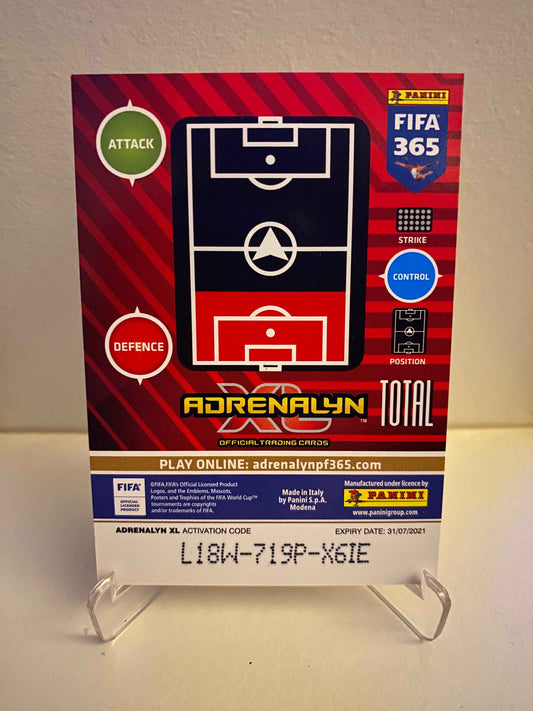 PANINI
FIFA
365
ATTACK
STRIKE
CONTROL
DEFENCE
POSITION
XL
ADRENALYN™
TOTAL
OFFICIAL TRADING CARDS
PLAY ONLINE: adrenalynpf365.com
FIFA®
OFFICIAL
LICENSED
PRODUCT
©FIFA, FIFA's Official Licensed Product
Logos, and the Emblems, Mascots,
Posters and Trophies of the FIFA World Cup™
tournaments are copyrights
and/or trademarks of FIFA.
Made in Italy
by Panini S.p.A.
Modena
Manufactured under licence by
PANINI
www.paninigroup.com
ADRENALYN XL ACTIVATION CODE
EXPIRY DATE: 31/07/2021
L18W-719P-X6IE